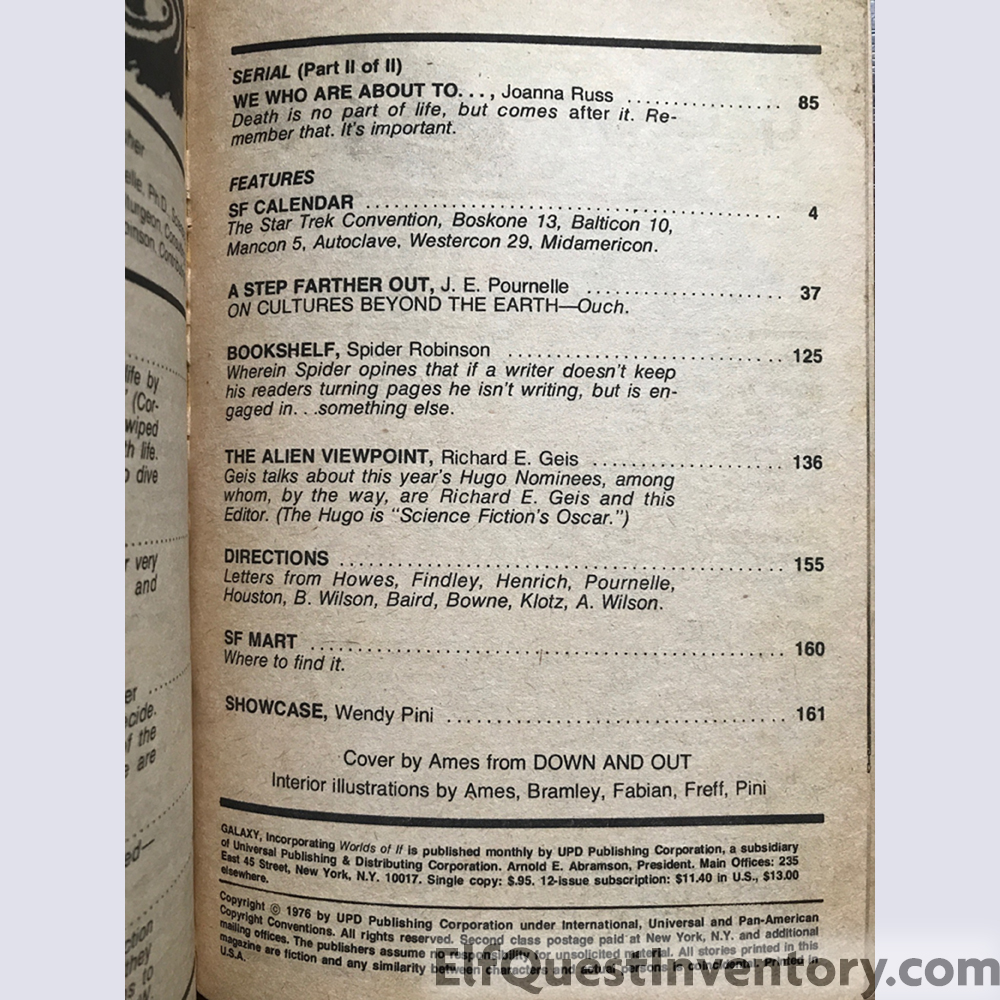 SERIAL (Part II of II)
WE WHO ARE ABOUT TO. . . , Joanna Russ ................ 85
Death is no part of life, but comes after it. Re-
member that. It's important.
FEATURES
SF CALENDAR ............................................. 4
The Star Trek Convention, Boskone 13, Balticon 10,
Mancon 5, Autoclave, Westercon 29, Midamericon.
A STEP FARTHER OUT, J. E. Pournelle ...................... 37
ON CULTURES BEYOND THE EARTH—Ouch.
BOOKSHELF, Spider Robinson .............................. 125
Wherein Spider opines that if a writer doesn't keep
his readers turning pages he isn't writing, but is en-
gaged in. . .something else.
THE ALIEN VIEWPOINT, Richard E. Geis ..................... 136
Geis talks about this year's Hugo Nominees, among
whom, by the way, are Richard E. Geis and this
Editor. (The Hugo is "Science Fiction's Oscar.")
DIRECTIONS ............................................... 155
Letters from Howes, Findley, Henrich, Pournelle,
Houston, B. Wilson, Baird, Bowne, Klotz, A. Wilson.
SF MART .................................................. 160
Where to find it.
SHOWCASE, Wendy Pini ..................................... 161
Cover by Ames from DOWN AND OUT
Interior illustrations by Ames, Bramley, Fabian, Freff, Pini
GALAXY, Incorporating Worlds of If is published monthly by UPD Publishing Corporation, a subsidiary
of Universal Publishing & Distributing Corporation. Arnold E. Abramson, President. Main Offices: 235
East 45 Street, New York, N.Y. 10017. Single copy: $.95. 12-issue subscription: $11.40 in U.S., $13.00
elsewhere.
Copyright © 1976 by UPD Publishing Corporation under International, Universal and Pan-American
Copyright Conventions. All rights reserved. Second class postage paid at New York, N.Y. and additional
mailing offices. The publishers assume no responsibility for unsolicited material. All stories printed in this
magazine are fiction and any similarity between characters and actual persons is coincidental. Printed in
U.S.A.
life by
(Cor-
wiped
life.
dive
very
and
of the
are
they
ElfQuestInventory.com